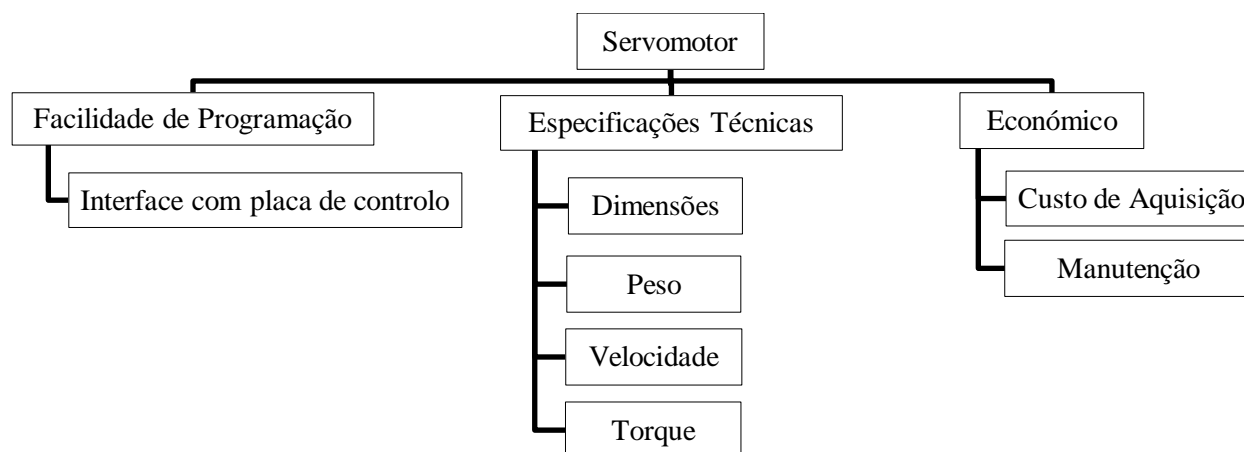 Servomotor
Facilidade de Programação
Interface com placa de controlo
Especificações Técnicas
Dimensões
Peso
Velocidade
Torque
Económico
Custo de Aquisição
Manutenção